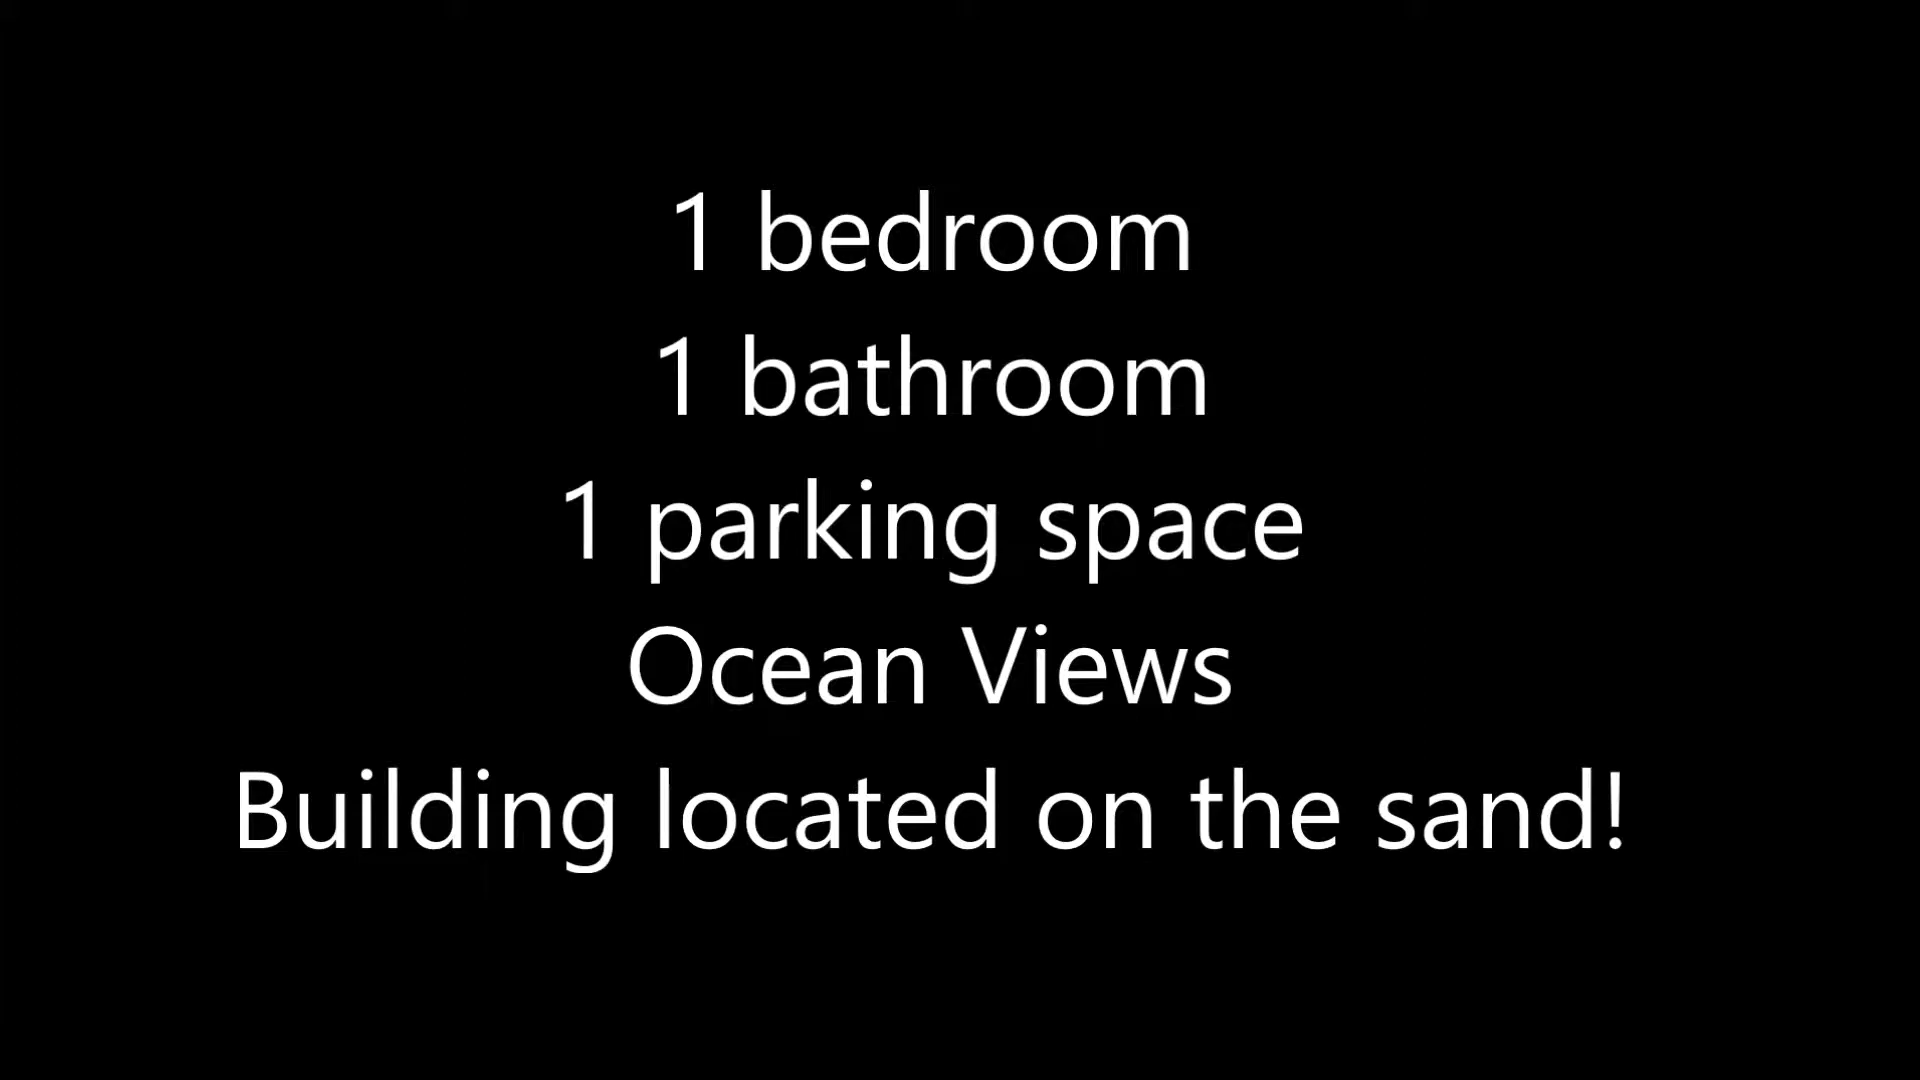 1 bedroom
1 bathroom
1 parking space
Ocean Views
Building located on the sand!